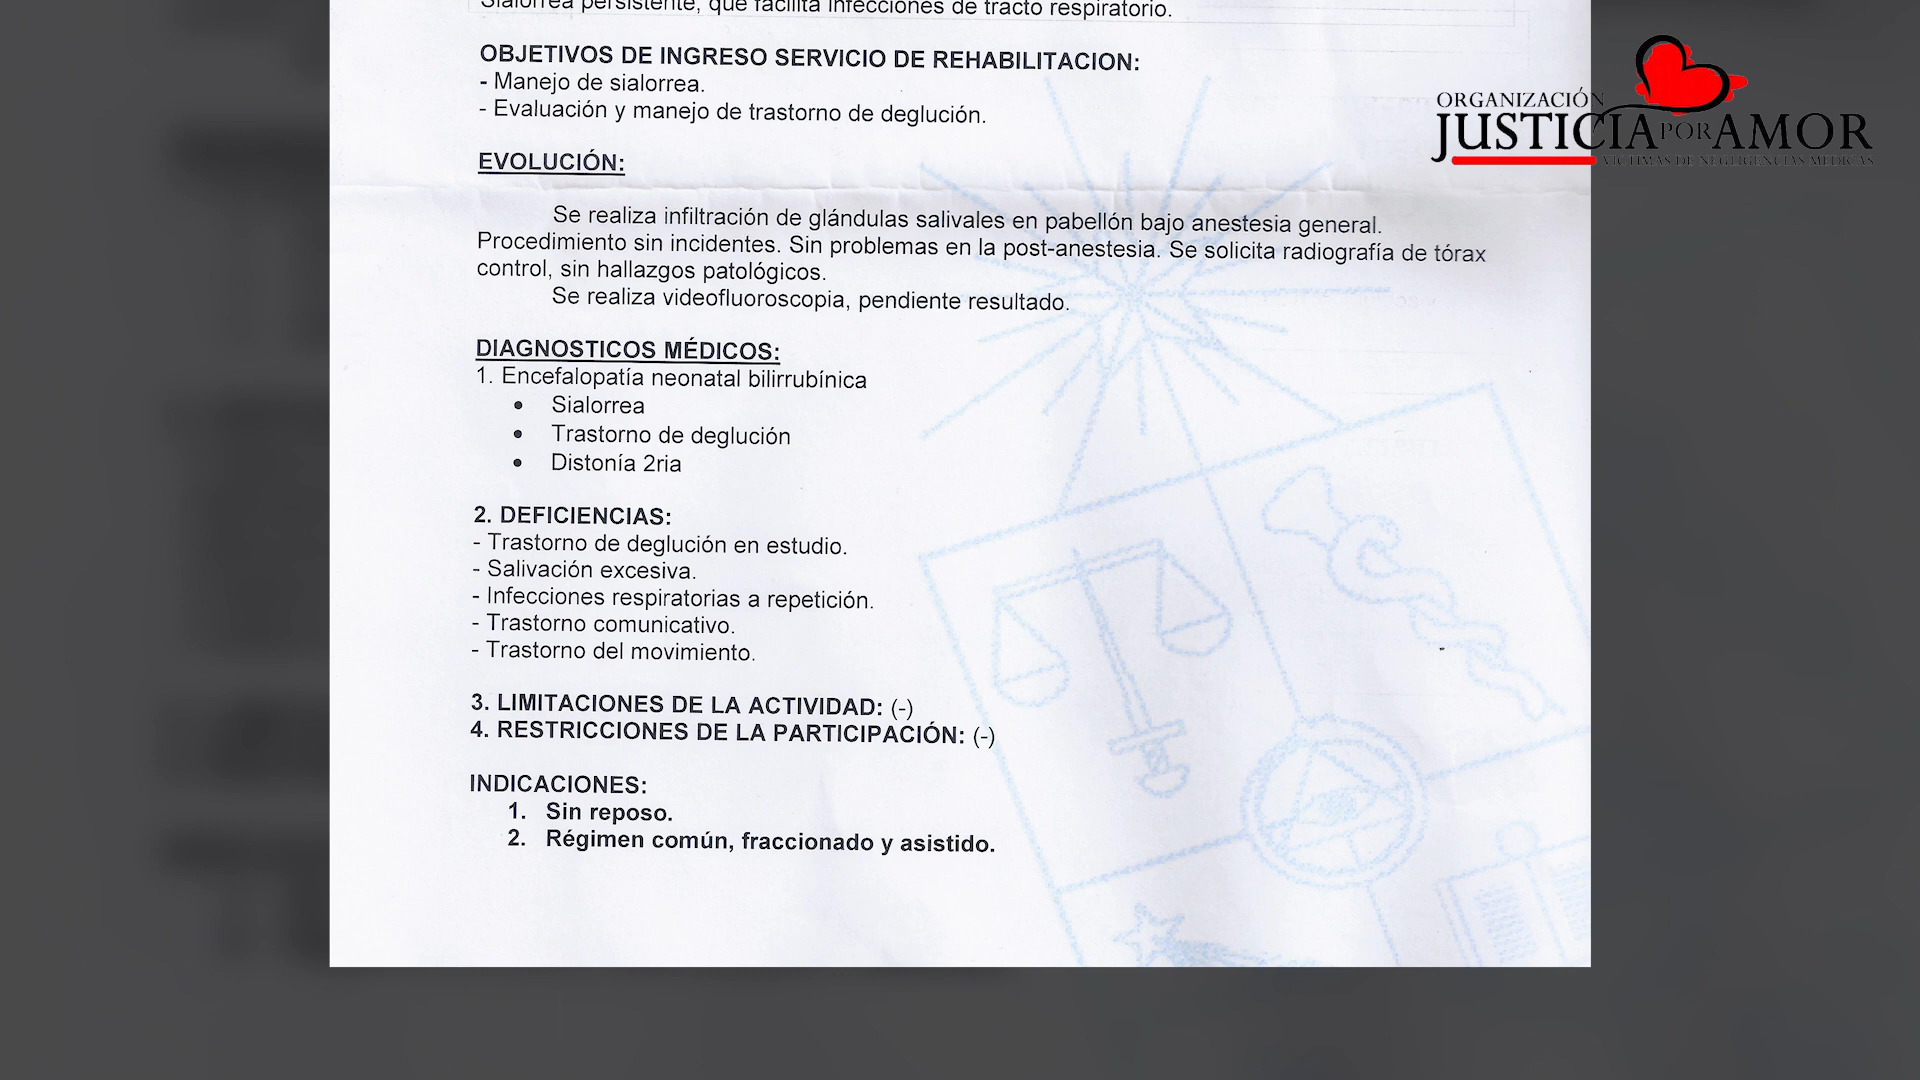 Sialorrea persistente, que facilita infecciones de tracto respiratorio.
OBJETIVOS DE INGRESO SERVICIO DE REHABILITACION:
- Manejo de sialorrea.
- Evaluación y manejo de trastorno de deglución.
ORGANIZACIÓN
JUSTICIA POR AMOR
VÍCTIMAS DE NEGLIGENCIAS MÉDICAS
EVOLUCIÓN:
Se realiza infiltración de glándulas salivales en pabellón bajo anestesia general.
Procedimiento sin incidentes. Sin problemas en la post-anestesia. Se solicita radiografía de tórax
control, sin hallazgos patológicos.
Se realiza videofluoroscopia, pendiente resultado.
DIAGNOSTICOS MÉDICOS:
1. Encefalopatía neonatal bilirrubínica
• Sialorrea
• Trastorno de deglución
• Distonía 2ria
2. DEFICIENCIAS:
- Trastorno de deglución en estudio.
- Salivación excesiva.
- Infecciones respiratorias a repetición.
- Trastorno comunicativo.
- Trastorno del movimiento.
3. LIMITACIONES DE LA ACTIVIDAD: (-)
4. RESTRICCIONES DE LA PARTICIPACIÓN: (-)
INDICACIONES:
1. Sin reposo.
2. Régimen común, fraccionado y asistido.